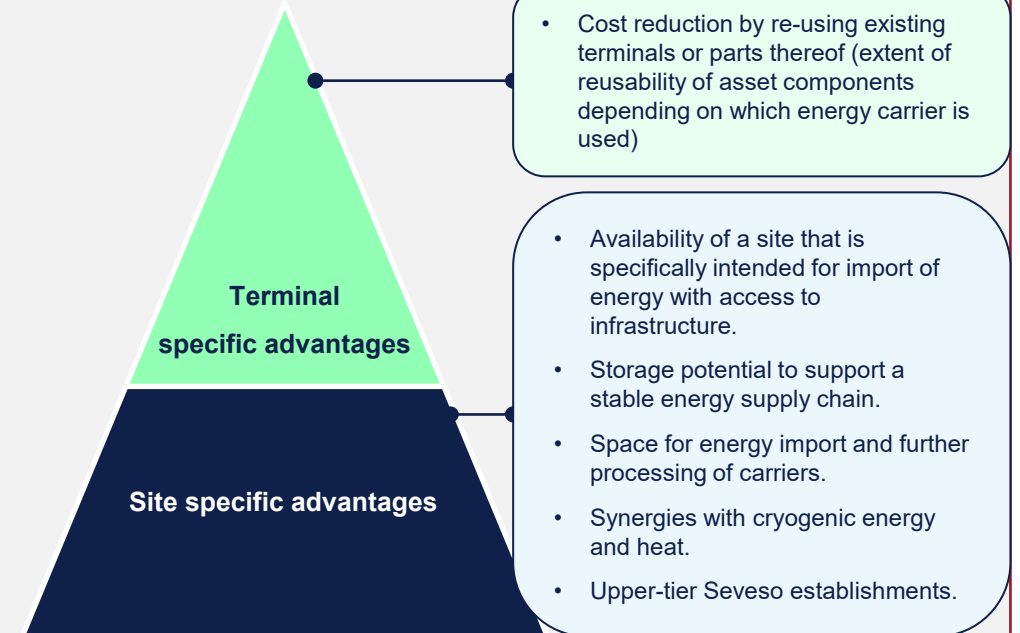 • Cost reduction by re-using existing
terminals or parts thereof (extent of
reusability of asset components
depending on which energy carrier is
used)
Terminal
specific advantages
Site specific advantages
• Availability of a site that is
specifically intended for import of
energy with access to
infrastructure.
• Storage potential to support a
stable energy supply chain.
• Space for energy import and further
processing of carriers.
• Synergies with cryogenic energy
and heat.
• Upper-tier Seveso establishments.